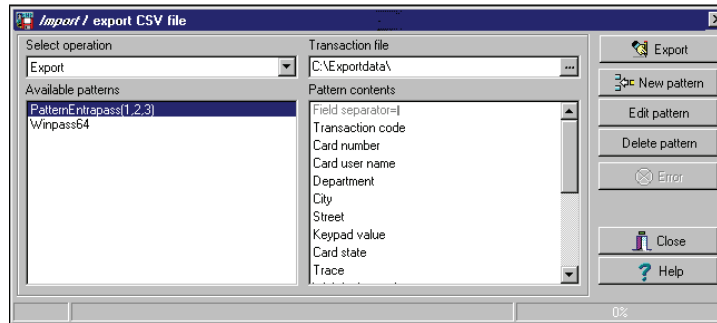 Import / export CSV file
Select operation
Export
Transaction file
C:\Exportdata\
...
Available patterns
PatternEntrapass(1,2,3)
Winpass64
Pattern contents
Field separator=|
Transaction code
Card number
Card user name
Department
City
Street
Keypad value
Card state
Trace
Export
New pattern
Edit pattern
Delete pattern
Error
Close
Help
0%